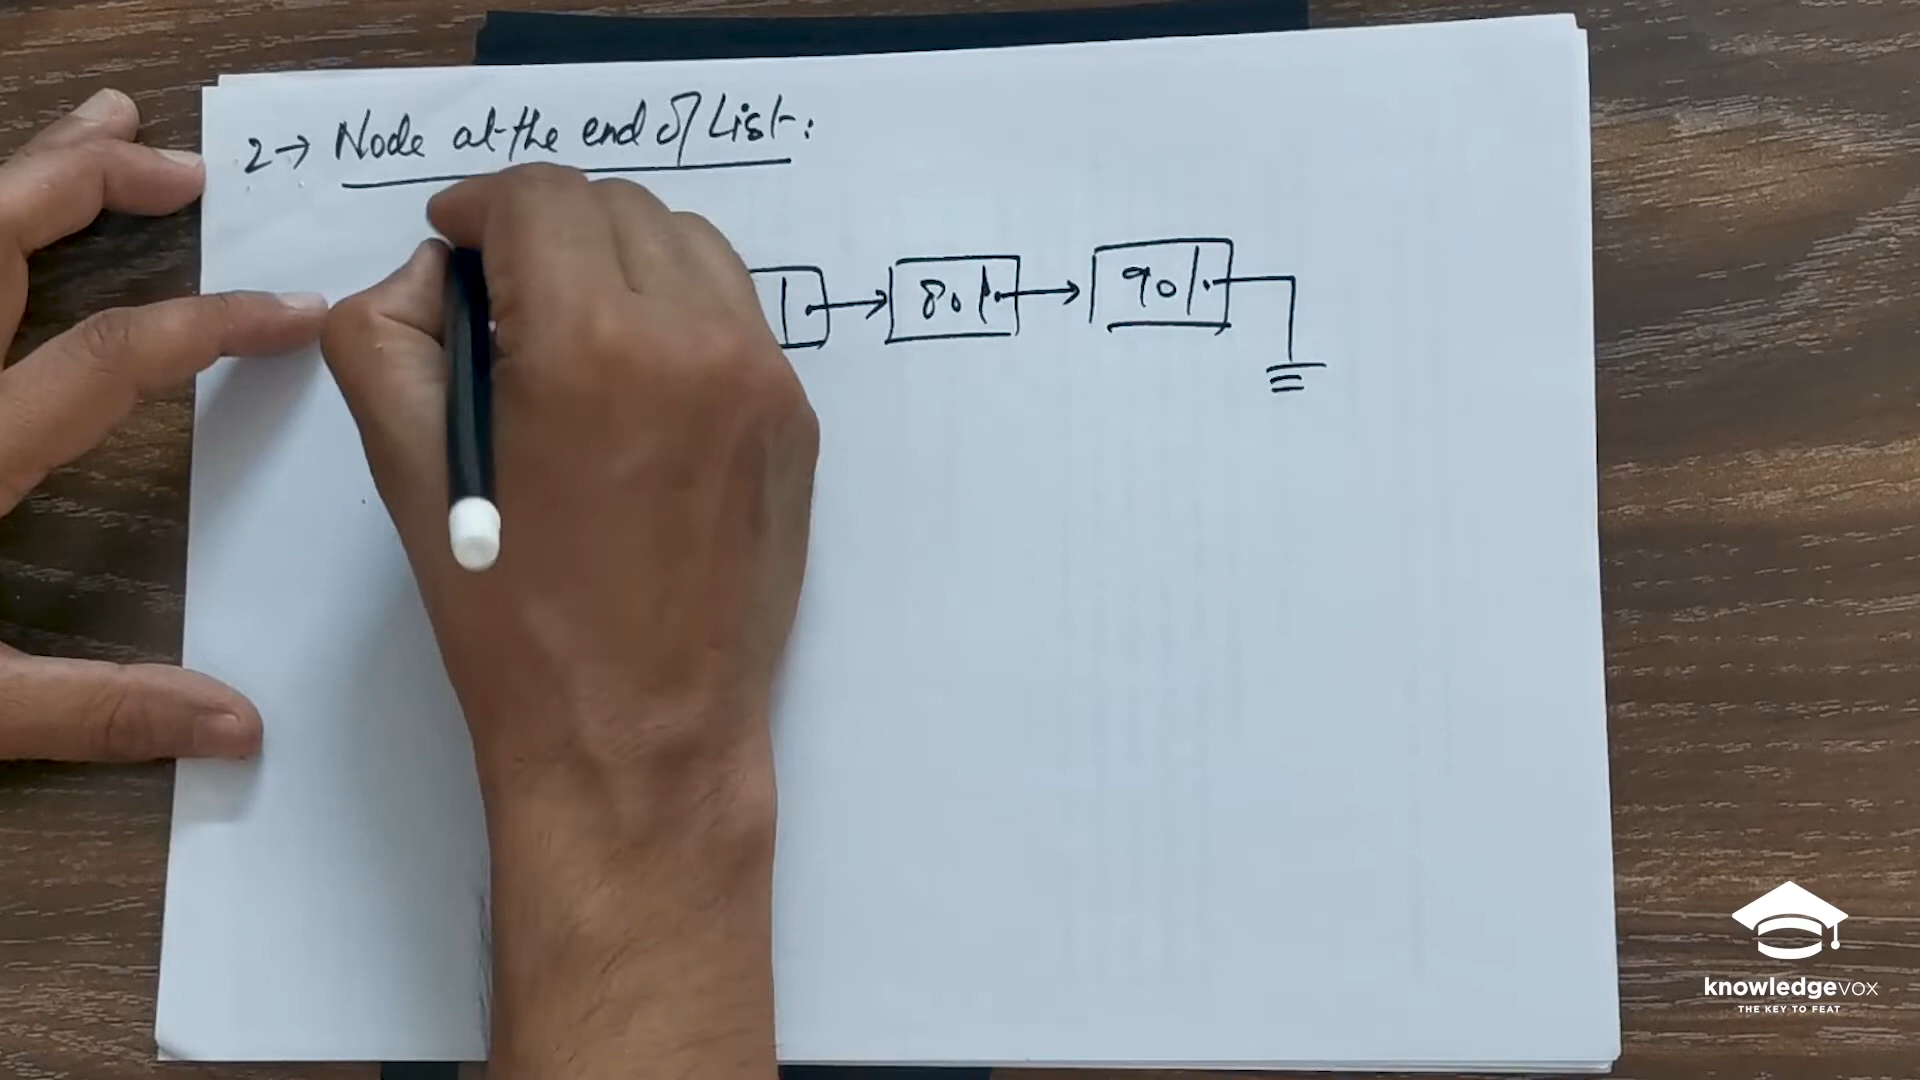 2→ Node at the end of List:
80 90
knowledgevox
THE KEY TO FEAT